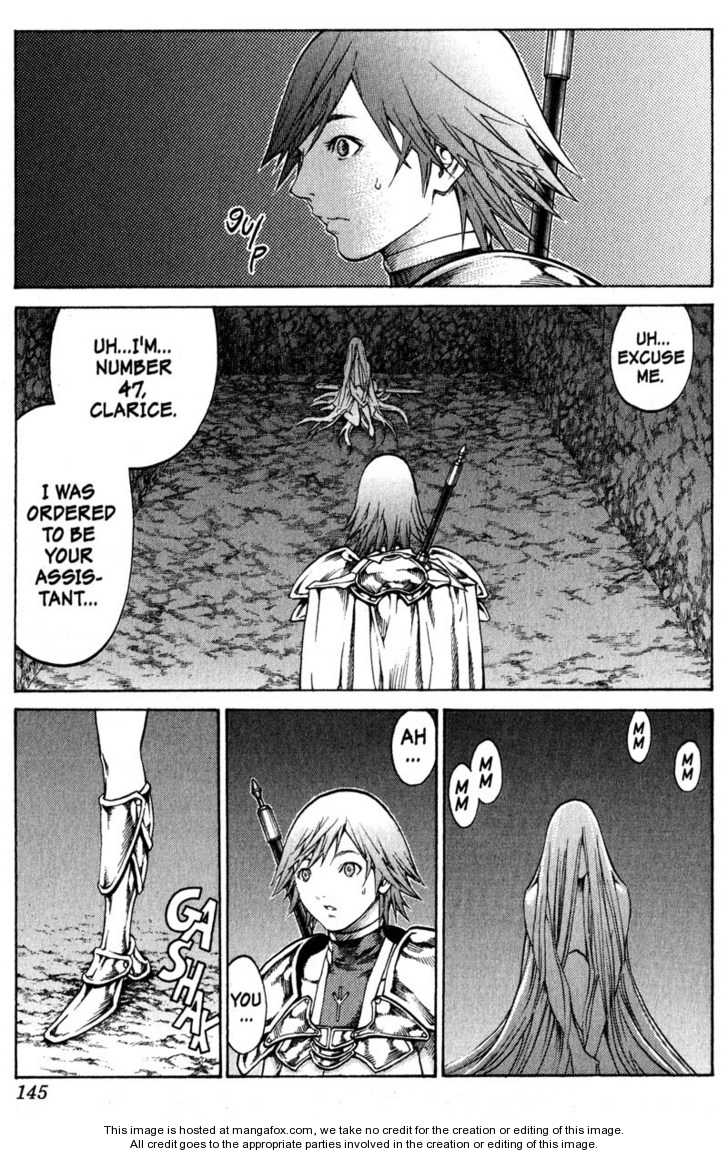 gulp
UH...
EXCUSE
ME.
UH...I'M...
NUMBER
47,
CLARICE.
I WAS
ORDERED
TO BE
YOUR
ASSIS-
TANT...
MM
MM
MM
MM
AH
...
YOU
...
GA
SHAK
145
This image is hosted at mangafox.com, we take no credit for the creation or editing of this image.
All credit goes to the appropriate parties involved in the creation or editing of this image.